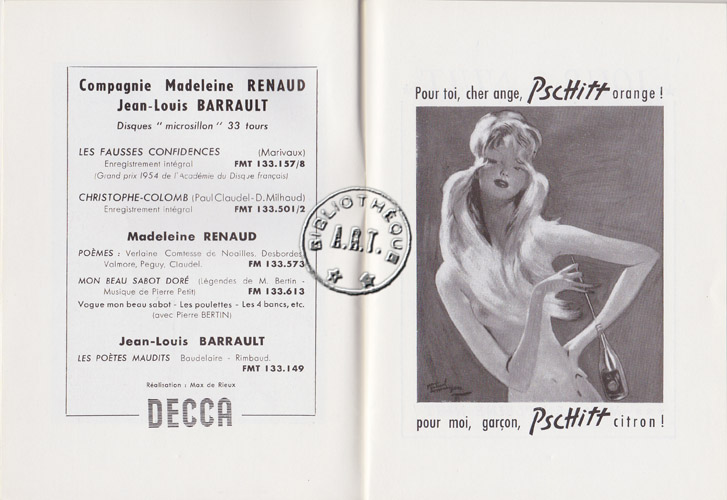 Compagnie Madeleine RENAUD
Jean-Louis BARRAULT
Disques " microsillon " 33 tours
LES FAUSSES CONFIDENCES (Marivaux)
Enregistrement intégral FMT 133.157/8
(Grand prix 1954 de l'Académie du Disque français)
CHRISTOPHE-COLOMB (Paul Claudel - D. Milhaud)
Enregistrement intégral FMT 133.501/2
Madeleine RENAUD
POÈMES : Verlaine Comtesse de Noailles, Desbordes,
Valmore, Peguy, Claudel. FM 133.573
MON BEAU SABOT DORÉ (Légendes de M. Bertin -
Musique de Pierre Petit) FM 133.613
Vogue mon beau sabot - Les poulettes - Les 4 bancs, etc.
(avec Pierre BERTIN)
Jean-Louis BARRAULT
LES POÈTES MAUDITS Baudelaire - Rimbaud.
FMT 133.149
Réalisation : Max de Rieux
DECCA
BIBLIOTHÈQUE
A.R.T.
Pour toi, cher ange, PSCHITT orange !
pour moi, garçon, PSCHITT citron !